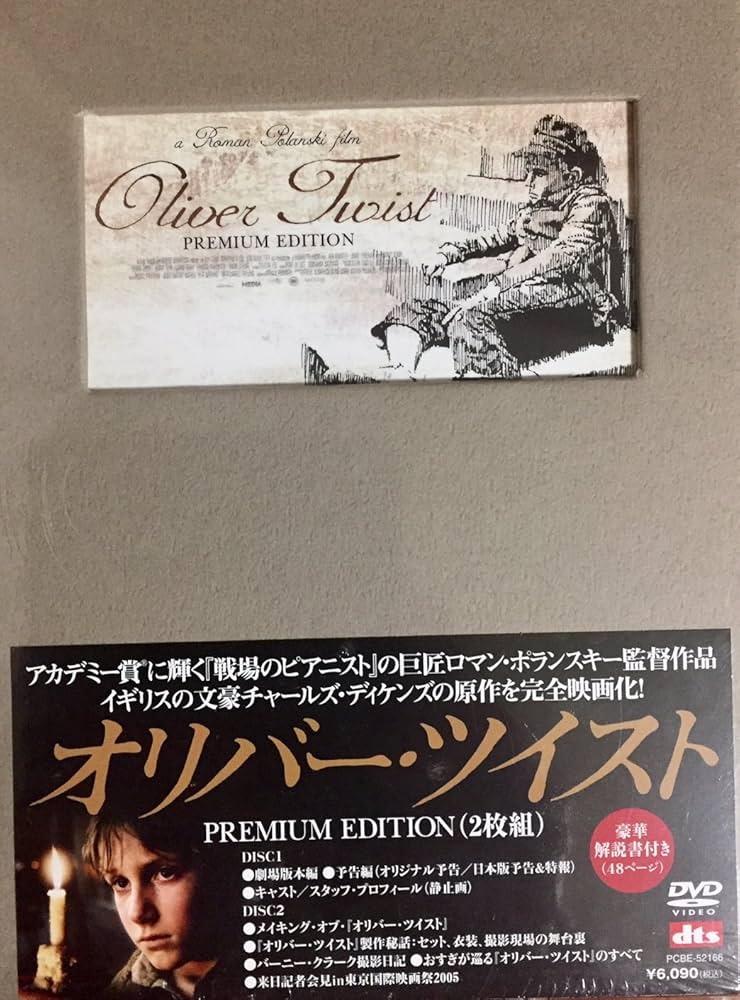 a Roman Polanski film
Oliver Twist
PREMIUM EDITION
MEDIA
アカデミー賞®に輝く『戦場のピアニスト』の巨匠ロマン・ポランスキー監督作品
イギリスの文豪チャールズ・ディケンズの原作を完全映画化!
オリバー・ツイスト
PREMIUM EDITION(2枚組)
豪華
解説書付き
(48ページ)
DISC1
●劇場版本編 ●予告編(オリジナル予告/日本版予告&特報)
●キャスト/スタッフ・プロフィール(静止画)
DISC2
●メイキング・オブ・『オリバー・ツイスト』
●『オリバー・ツイスト』製作秘話:セット、衣装、撮影現場の舞台裏
●バーニー・クラーク撮影日記 ●おすぎが巡る『オリバー・ツイスト』のすべて
●来日記者会見in東京国際映画祭2005
DVD
VIDEO
dts
PCBE-52166
¥6,090(税込)